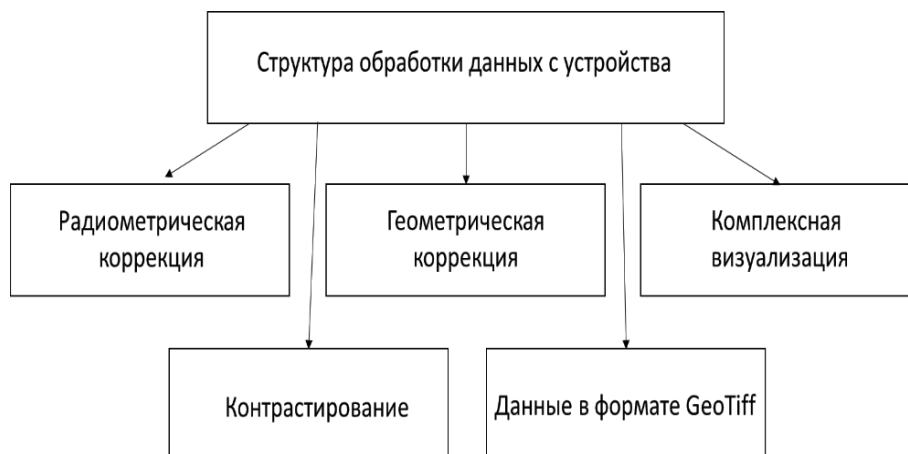 Структура обработки данных с устройства
Радиометрическая
коррекция
Геометрическая
коррекция
Комплексная
визуализация
Контрастирование
Данные в формате GeoTiff